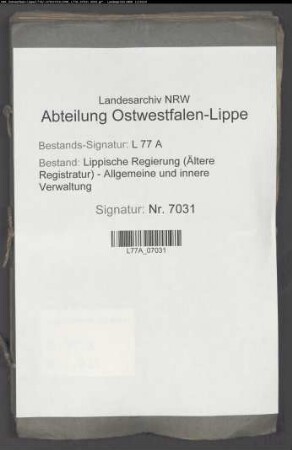 Landesarchiv NRW
Abteilung Ostwestfalen-Lippe
Bestands-Signatur: L 77 A
Bestand: Lippische Regierung (Ältere
Registratur) - Allgemeine und innere
Verwaltung
Signatur: Nr. 7031
L77A_07031